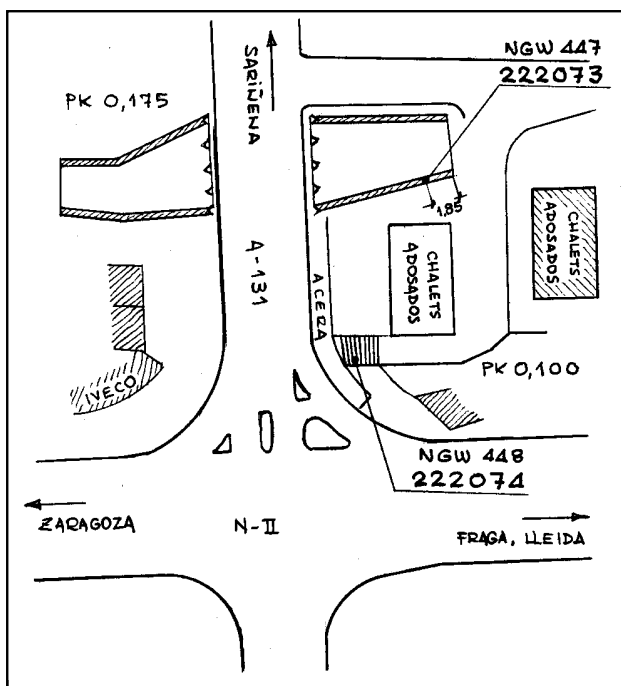 NGW 447
222073
SARIÑENA
PK 0,175
1,85
CHALETS
ADOSADOS
CHALETS
ADOSADOS
A-131
ACERA
PK 0,100
IVECO
NGW 448
222074
ZARAGOZA
N-II
FRAGA, LLEIDA